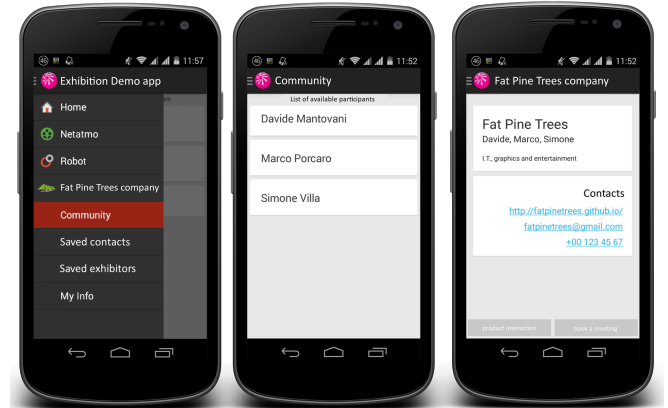 46
11:57
Exhibition Demo app
Home
Netatmo
Robot
Fat Pine Trees company
Community
Saved contacts
Saved exhibitors
My Info
46
11:52
Community
List of available participants
Davide Mantovani
Marco Porcaro
Simone Villa
46
11:52
Fat Pine Trees company
Fat Pine Trees
Davide, Marco, Simone
I.T., graphics and entertainment
Contacts
http://fatpinetrees.github.io/
fatpinetrees@gmail.com
+00 123 45 67
product interaction
book a meeting